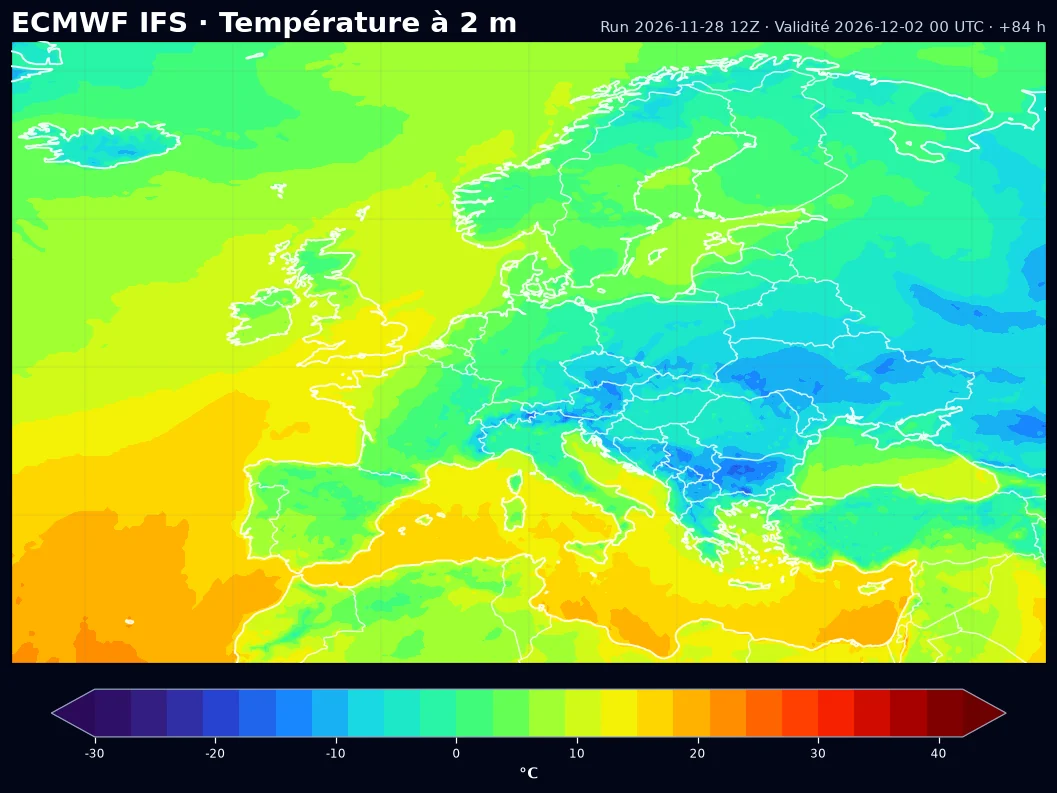 ECMWF IFS · Température à 2 m
Run 2026-11-28 12Z · Validité 2026-12-02 00 UTC · +84 h
-30 -20 -10 0 10 20 30 40
°C